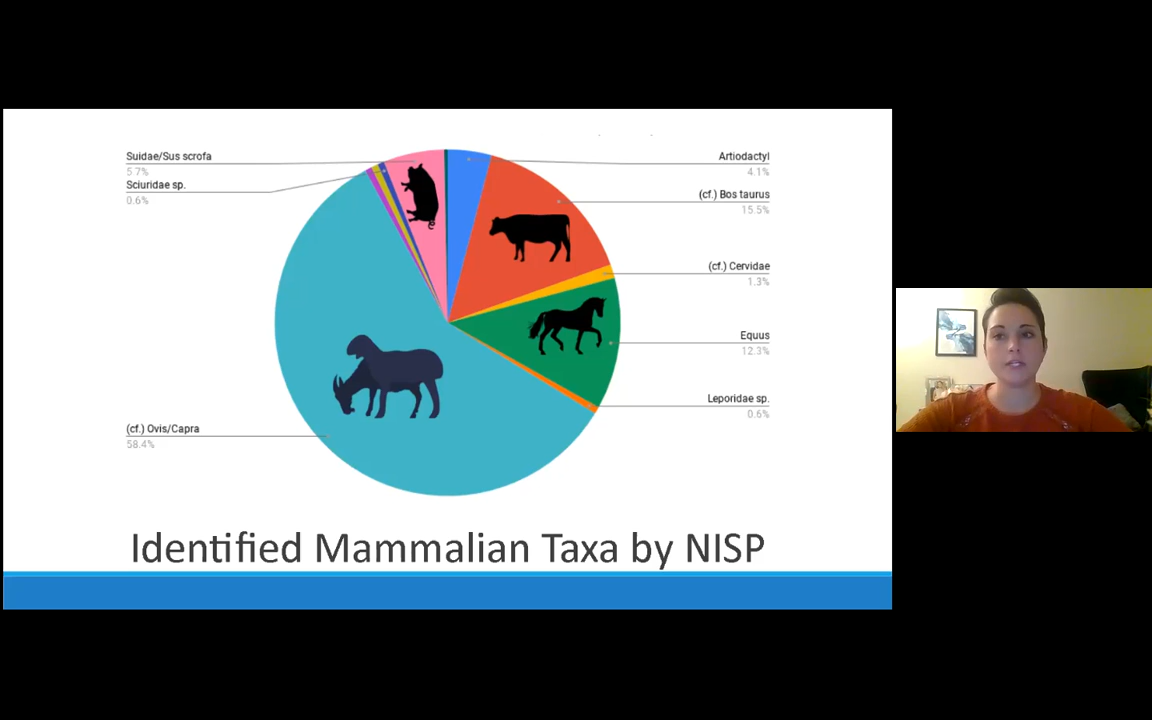 Suidae/Sus scrofa
5.7%
Sciuridae sp.
0.6%
Artiodactyl
4.1%
(cf.) Bos taurus
15.5%
(cf.) Cervidae
1.3%
Equus
12.3%
Leporidae sp.
0.6%
(cf.) Ovis/Capra
58.4%
Identified Mammalian Taxa by NISP